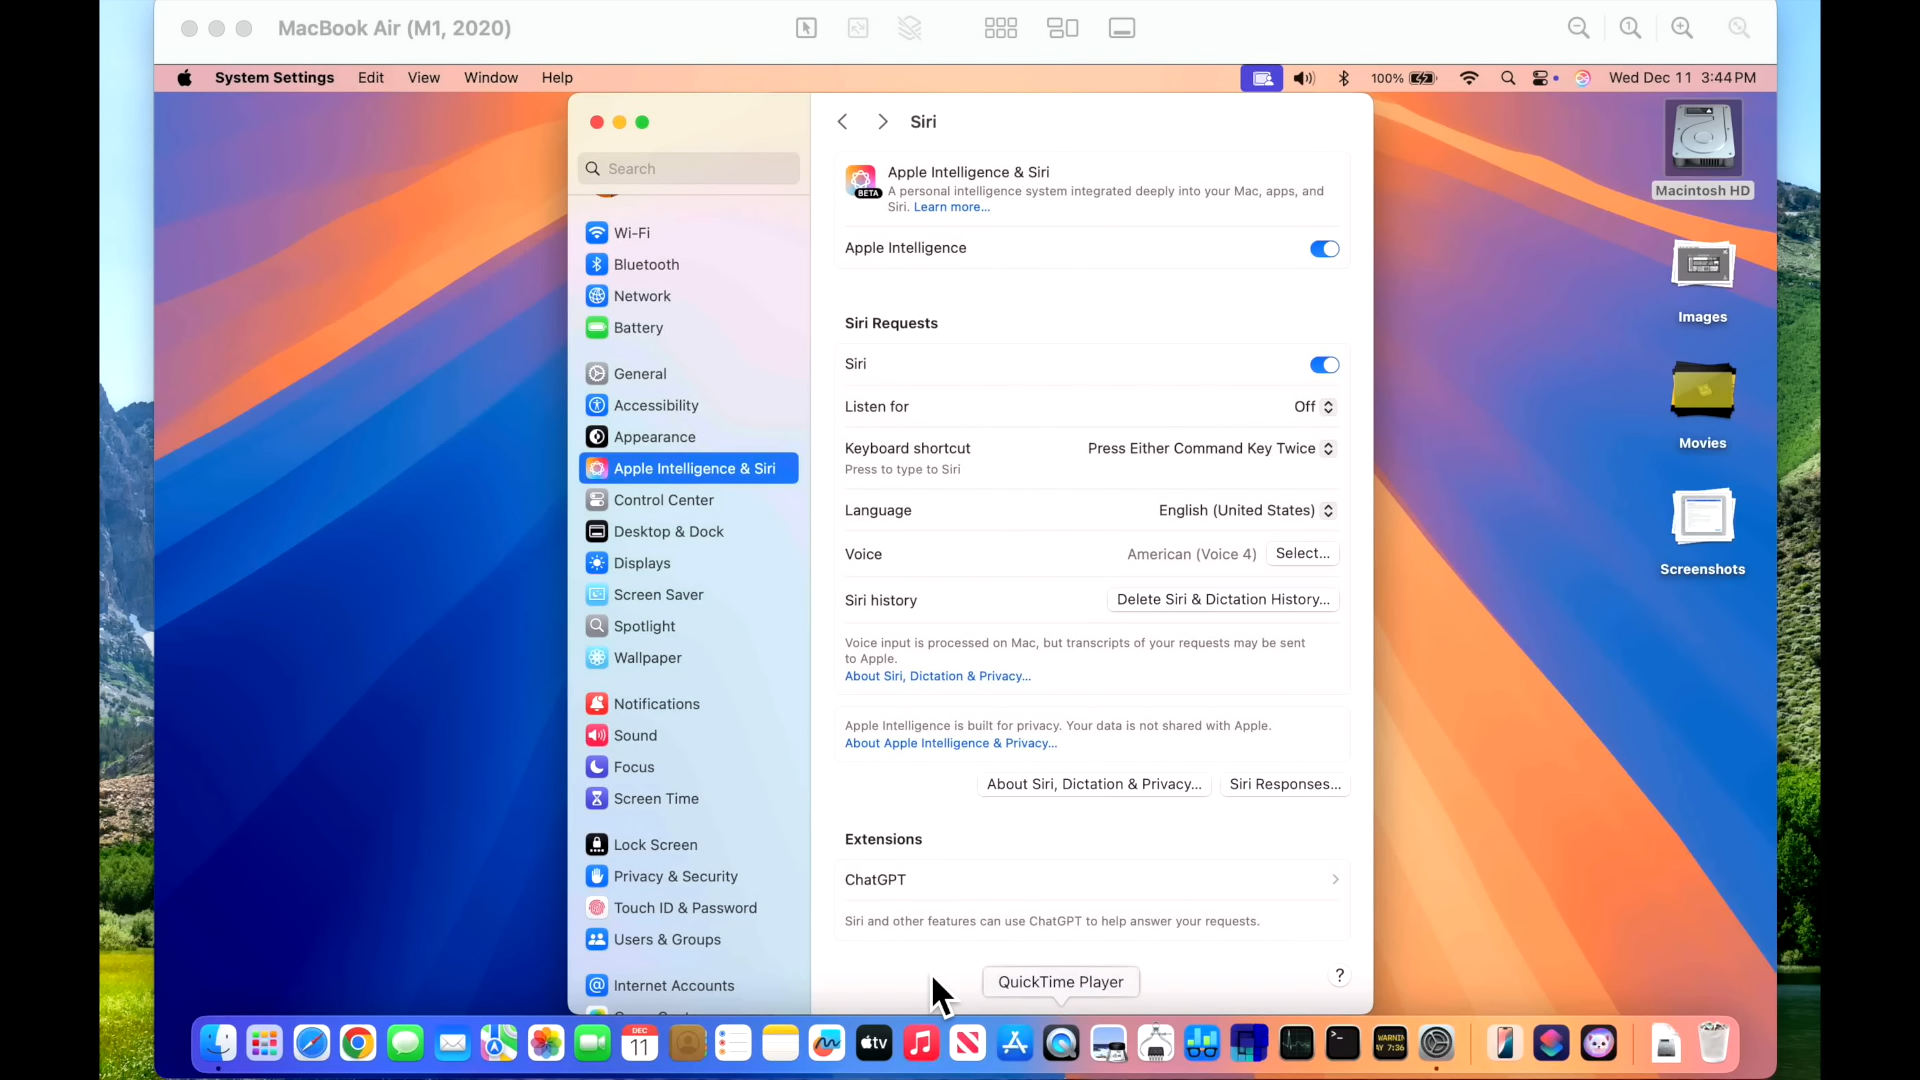 MacBook Air (M1, 2020)
System Settings Edit View Window Help
100%
Wed Dec 11 3:44 PM
Search
Wi-Fi
Bluetooth
Network
Battery
General
Accessibility
Appearance
Apple Intelligence & Siri
Control Center
Desktop & Dock
Displays
Screen Saver
Spotlight
Wallpaper
Notifications
Sound
Focus
Screen Time
Lock Screen
Privacy & Security
Touch ID & Password
Users & Groups
Internet Accounts
Siri
BETA
Apple Intelligence & Siri
A personal intelligence system integrated deeply into your Mac, apps, and
Siri. Learn more...
Apple Intelligence
Siri Requests
Siri
Listen for Off
Keyboard shortcut Press Either Command Key Twice
Press to type to Siri
Language English (United States)
Voice American (Voice 4) Select...
Siri history Delete Siri & Dictation History...
Voice input is processed on Mac, but transcripts of your requests may be sent
to Apple.
About Siri, Dictation & Privacy...
Apple Intelligence is built for privacy. Your data is not shared with Apple.
About Apple Intelligence & Privacy...
About Siri, Dictation & Privacy... Siri Responses...
Extensions
ChatGPT
Siri and other features can use ChatGPT to help answer your requests.
QuickTime Player
?
Macintosh HD
Images
Movies
Screenshots
DEC
11
tv
WARNIN
AY 7:36